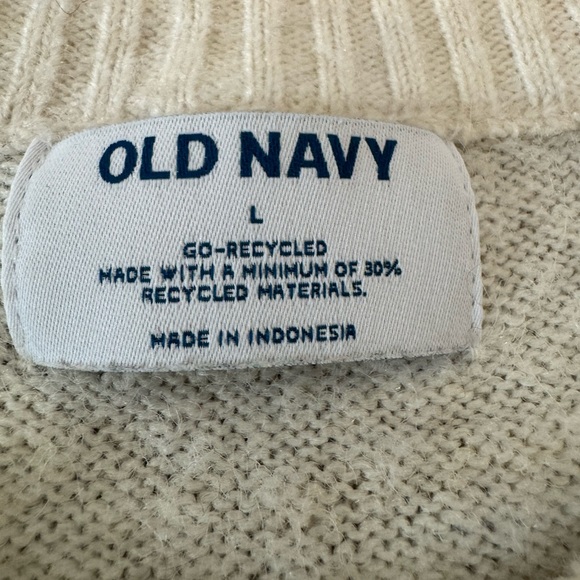 OLD NAVY
L
GO-RECYCLED
MADE WITH A MINIMUM OF 30%
RECYCLED MATERIALS.
MADE IN INDONESIA